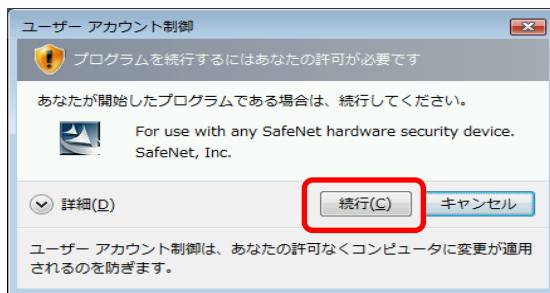 ユーザー アカウント制御
プログラムを続行するにはあなたの許可が必要です
あなたが開始したプログラムである場合は、続行してください。
For use with any SafeNet hardware security device.
SafeNet, Inc.
詳細(D)
続行(C)
キャンセル
ユーザー アカウント制御は、あなたの許可なくコンピュータに変更が適用
されるのを防ぎます。